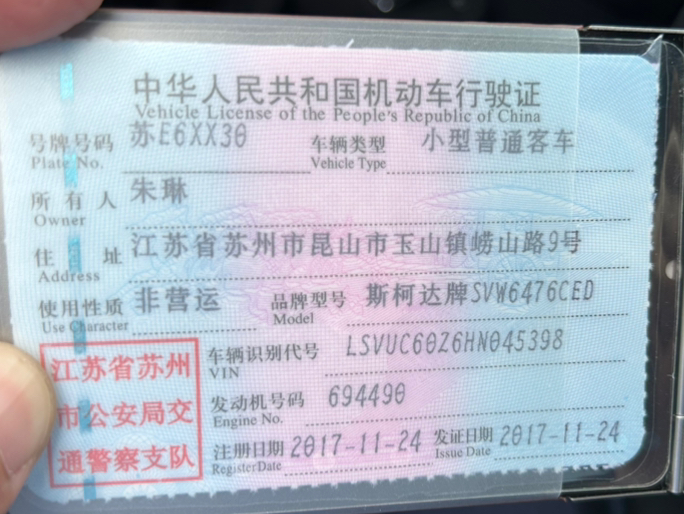 中华人民共和国机动车行驶证
Vehicle License of the People's Republic of China
号牌号码 苏E6XX30 车辆类型 小型普通客车
Plate No. Vehicle Type
所有人 朱琳
Owner
住址 江苏省苏州市昆山市玉山镇崂山路9号
Address
使用性质 非营运 品牌型号 斯柯达牌SVW6476CED
Use Character Model
江苏省苏州
市公安局交
通警察支队
车辆识别代号 LSVUC60Z6HN045398
VIN
发动机号码 694490
Engine No.
注册日期 2017-11-24 发证日期 2017-11-24
Register Date Issue Date